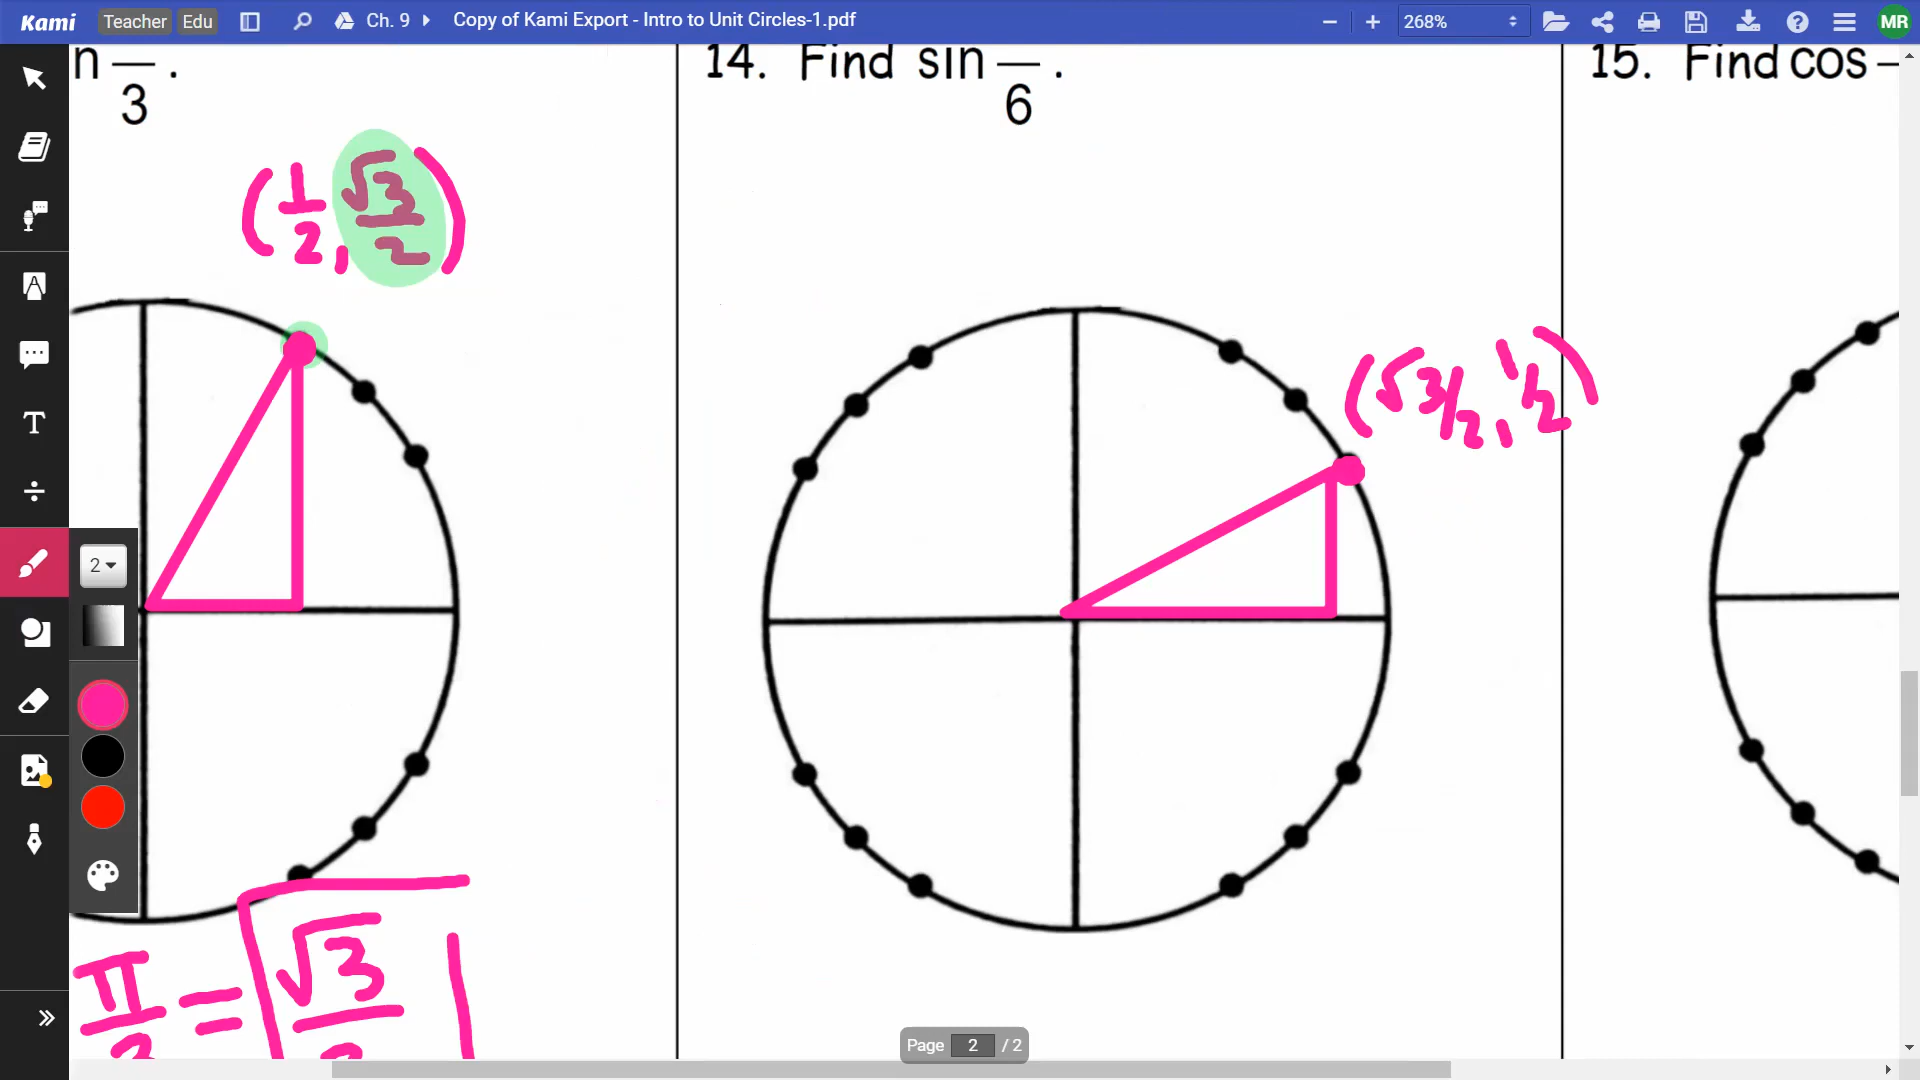 Kami Teacher Edu Ch. 9 Copy of Kami Export - Intro to Unit Circles-1.pdf 268% MR
n — .
3
14. Find sin — .
6
15. Find cos —
(1/2, √3/2)
(√3/2, 1/2)
T
2
π/3 = √3/2
Page 2 / 2